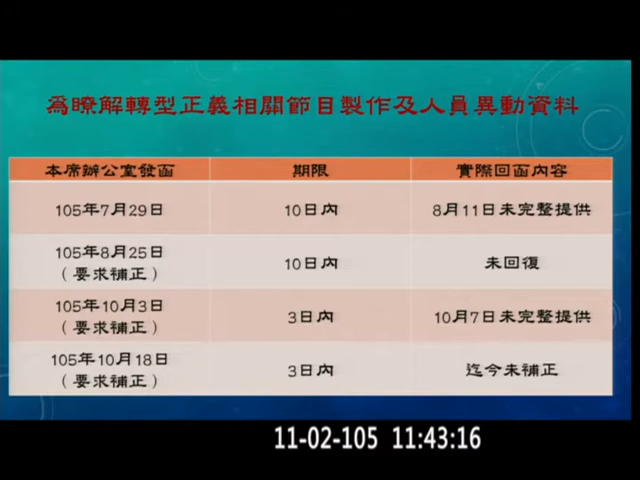 為瞭解轉型正義相關節目製作及人員異動資料
本席辦公室發函 期限 實際回函內容
105年7月29日 10日內 8月11日未完整提供
105年8月25日
（要求補正） 10日內 未回復
105年10月3日
（要求補正） 3日內 10月7日未完整提供
105年10月18日
（要求補正） 3日內 迄今未補正
11-02-105 11:43:16